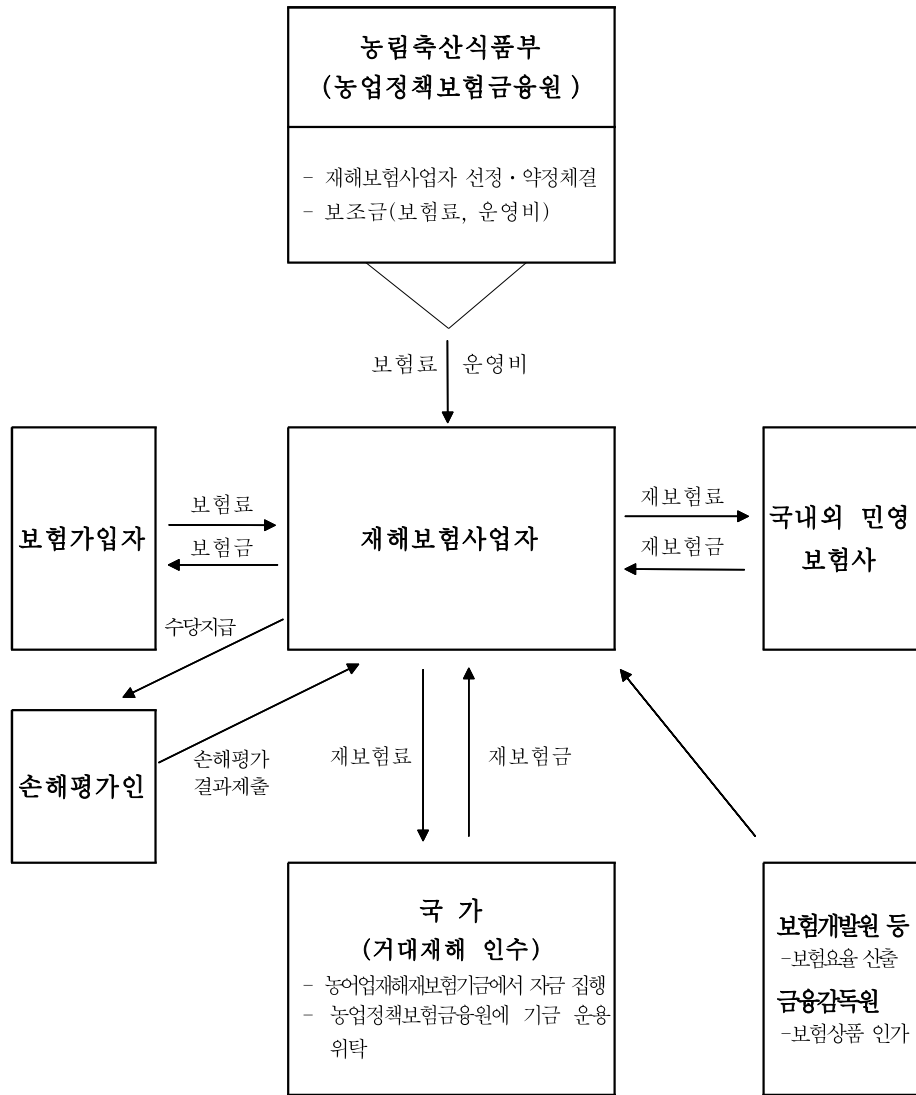 농림축산식품부
(농업정책보험금융원)
- 재해보험사업자 선정·약정체결
- 보조금(보험료, 운영비)
보험료 운영비
보험가입자
보험료
보험금
재해보험사업자
재보험료
재보험금
국내외 민영
보험사
수당지급
손해평가인
손해평가
결과제출
재보험료
재보험금
국 가
(거대재해 인수)
- 농어업재해재보험기금에서 자금 집행
- 농업정책보험금융원에 기금 운용
위탁
보험개발원 등
-보험요율 산출
금융감독원
-보험상품 인가